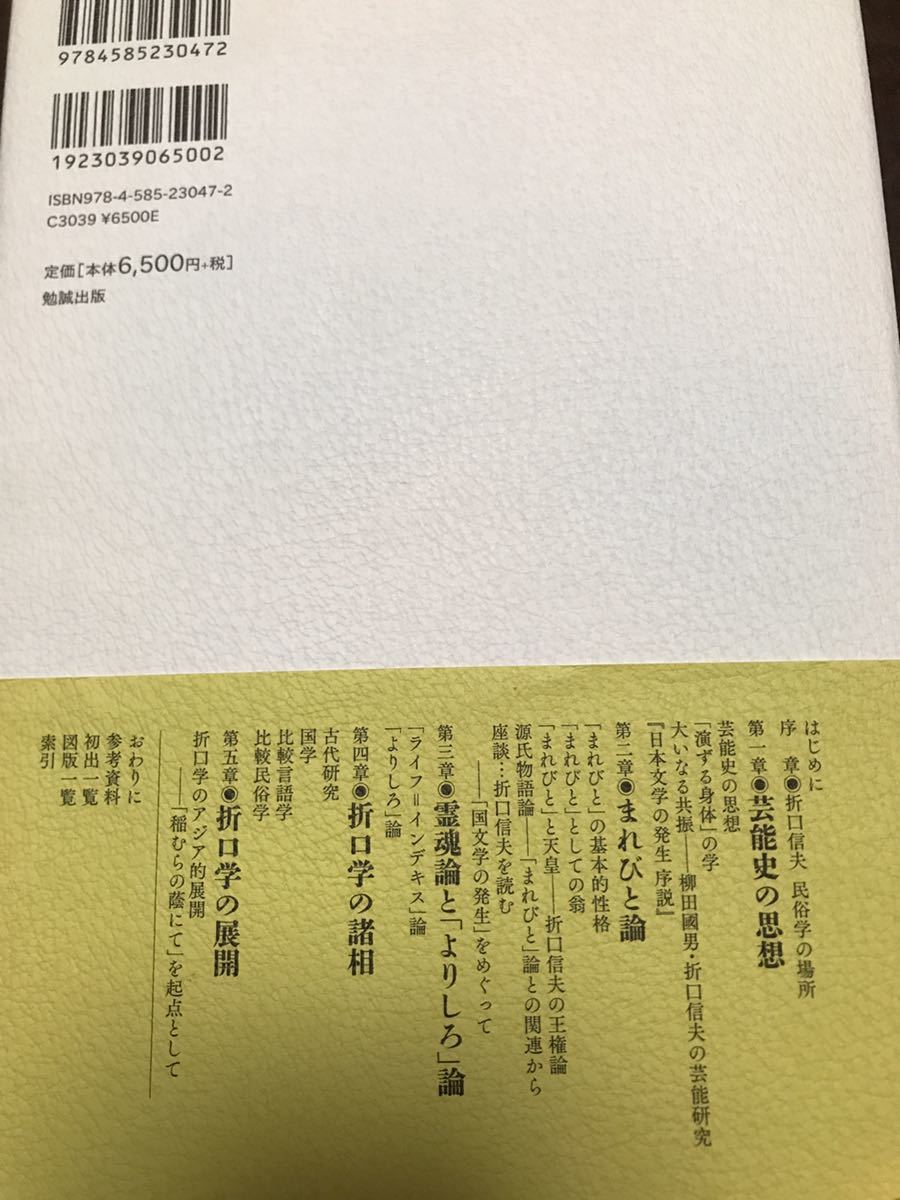 9784585230472
1923039065002
ISBN978-4-585-23047-2
C3039 ¥6500E
定価[本体6,500円+税]
勉誠出版
はじめに
序　章◉折口信夫　民俗学の場所
第一章◉芸能史の思想
芸能史の思想
「演ずる身体」の学
大いなる共振――柳田國男・折口信夫の芸能研究
『日本文学の発生 序説』
第二章◉まれびと論
「まれびと」の基本的性格
「まれびと」としての翁
「まれびと」と天皇――折口信夫の王権論
源氏物語論――「まれびと」論との関連から
座談…折口信夫を読む
――「国文学の発生」をめぐって
第三章◉霊魂論と「よりしろ」論
「ライフ＝インデキス」論
「よりしろ」論
第四章◉折口学の諸相
古代研究
国学
比較言語学
比較民俗学
第五章◉折口学の展開
折口学のアジア的展開
――「稲むらの蔭にて」を起点として
おわりに
参考資料
初出一覧
図版一覧
索引